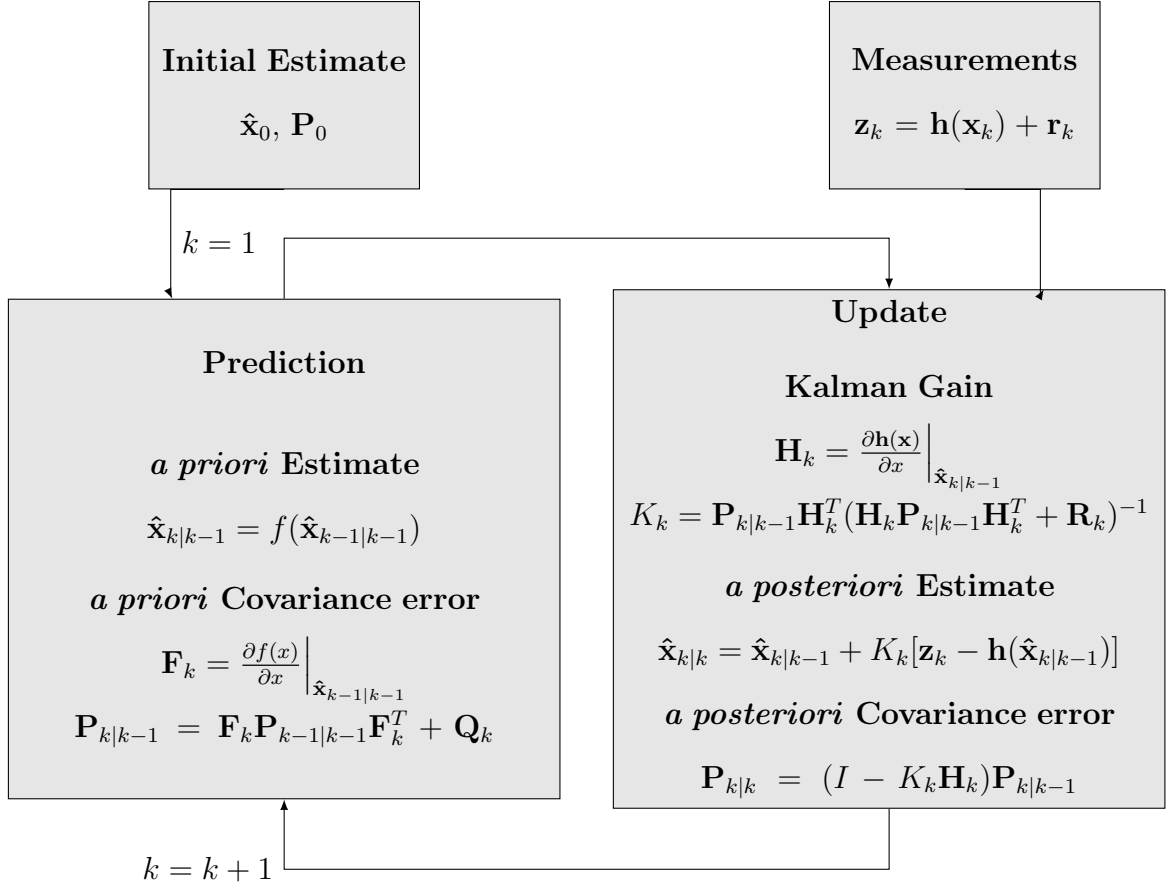 Initial Estimate
x̂₀, P₀
Measurements
z_k = h(x_k) + r_k
k = 1
Prediction
a priori Estimate
x̂_{k|k−1} = f(x̂_{k−1|k−1})
a priori Covariance error
F_k = ∂f(x)/∂x |_{x̂_{k−1|k−1}}
P_{k|k−1} = F_k P_{k−1|k−1} F_k^T + Q_k
Update
Kalman Gain
H_k = ∂h(x)/∂x |_{x̂_{k|k−1}}
K_k = P_{k|k−1} H_k^T (H_k P_{k|k−1} H_k^T + R_k)^{−1}
a posteriori Estimate
x̂_{k|k} = x̂_{k|k−1} + K_k[z_k − h(x̂_{k|k−1})]
a posteriori Covariance error
P_{k|k} = (I − K_k H_k)P_{k|k−1}
k = k + 1